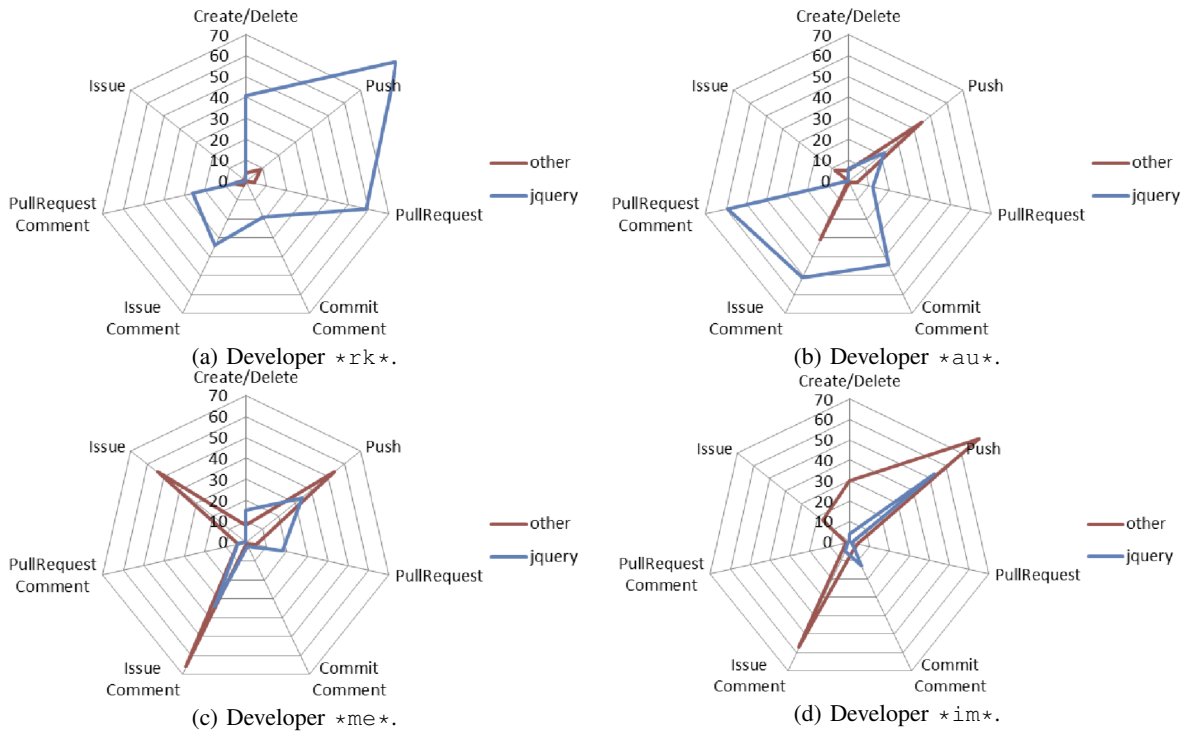 Create/Delete
70
60
50
40
30
20
10
0
Push
PullRequest
Commit
Comment
Issue
Comment
PullRequest
Comment
Issue
other
jquery
(a) Developer *rk*.
Create/Delete
70
60
50
40
30
20
10
0
Push
PullRequest
Commit
Comment
Issue
Comment
PullRequest
Comment
Issue
other
jquery
(b) Developer *au*.
Create/Delete
70
60
50
40
30
20
10
0
Push
PullRequest
Commit
Comment
Issue
Comment
PullRequest
Comment
Issue
other
jquery
(c) Developer *me*.
Create/Delete
70
60
50
40
30
20
10
0
Push
PullRequest
Commit
Comment
Issue
Comment
PullRequest
Comment
Issue
other
jquery
(d) Developer *im*.